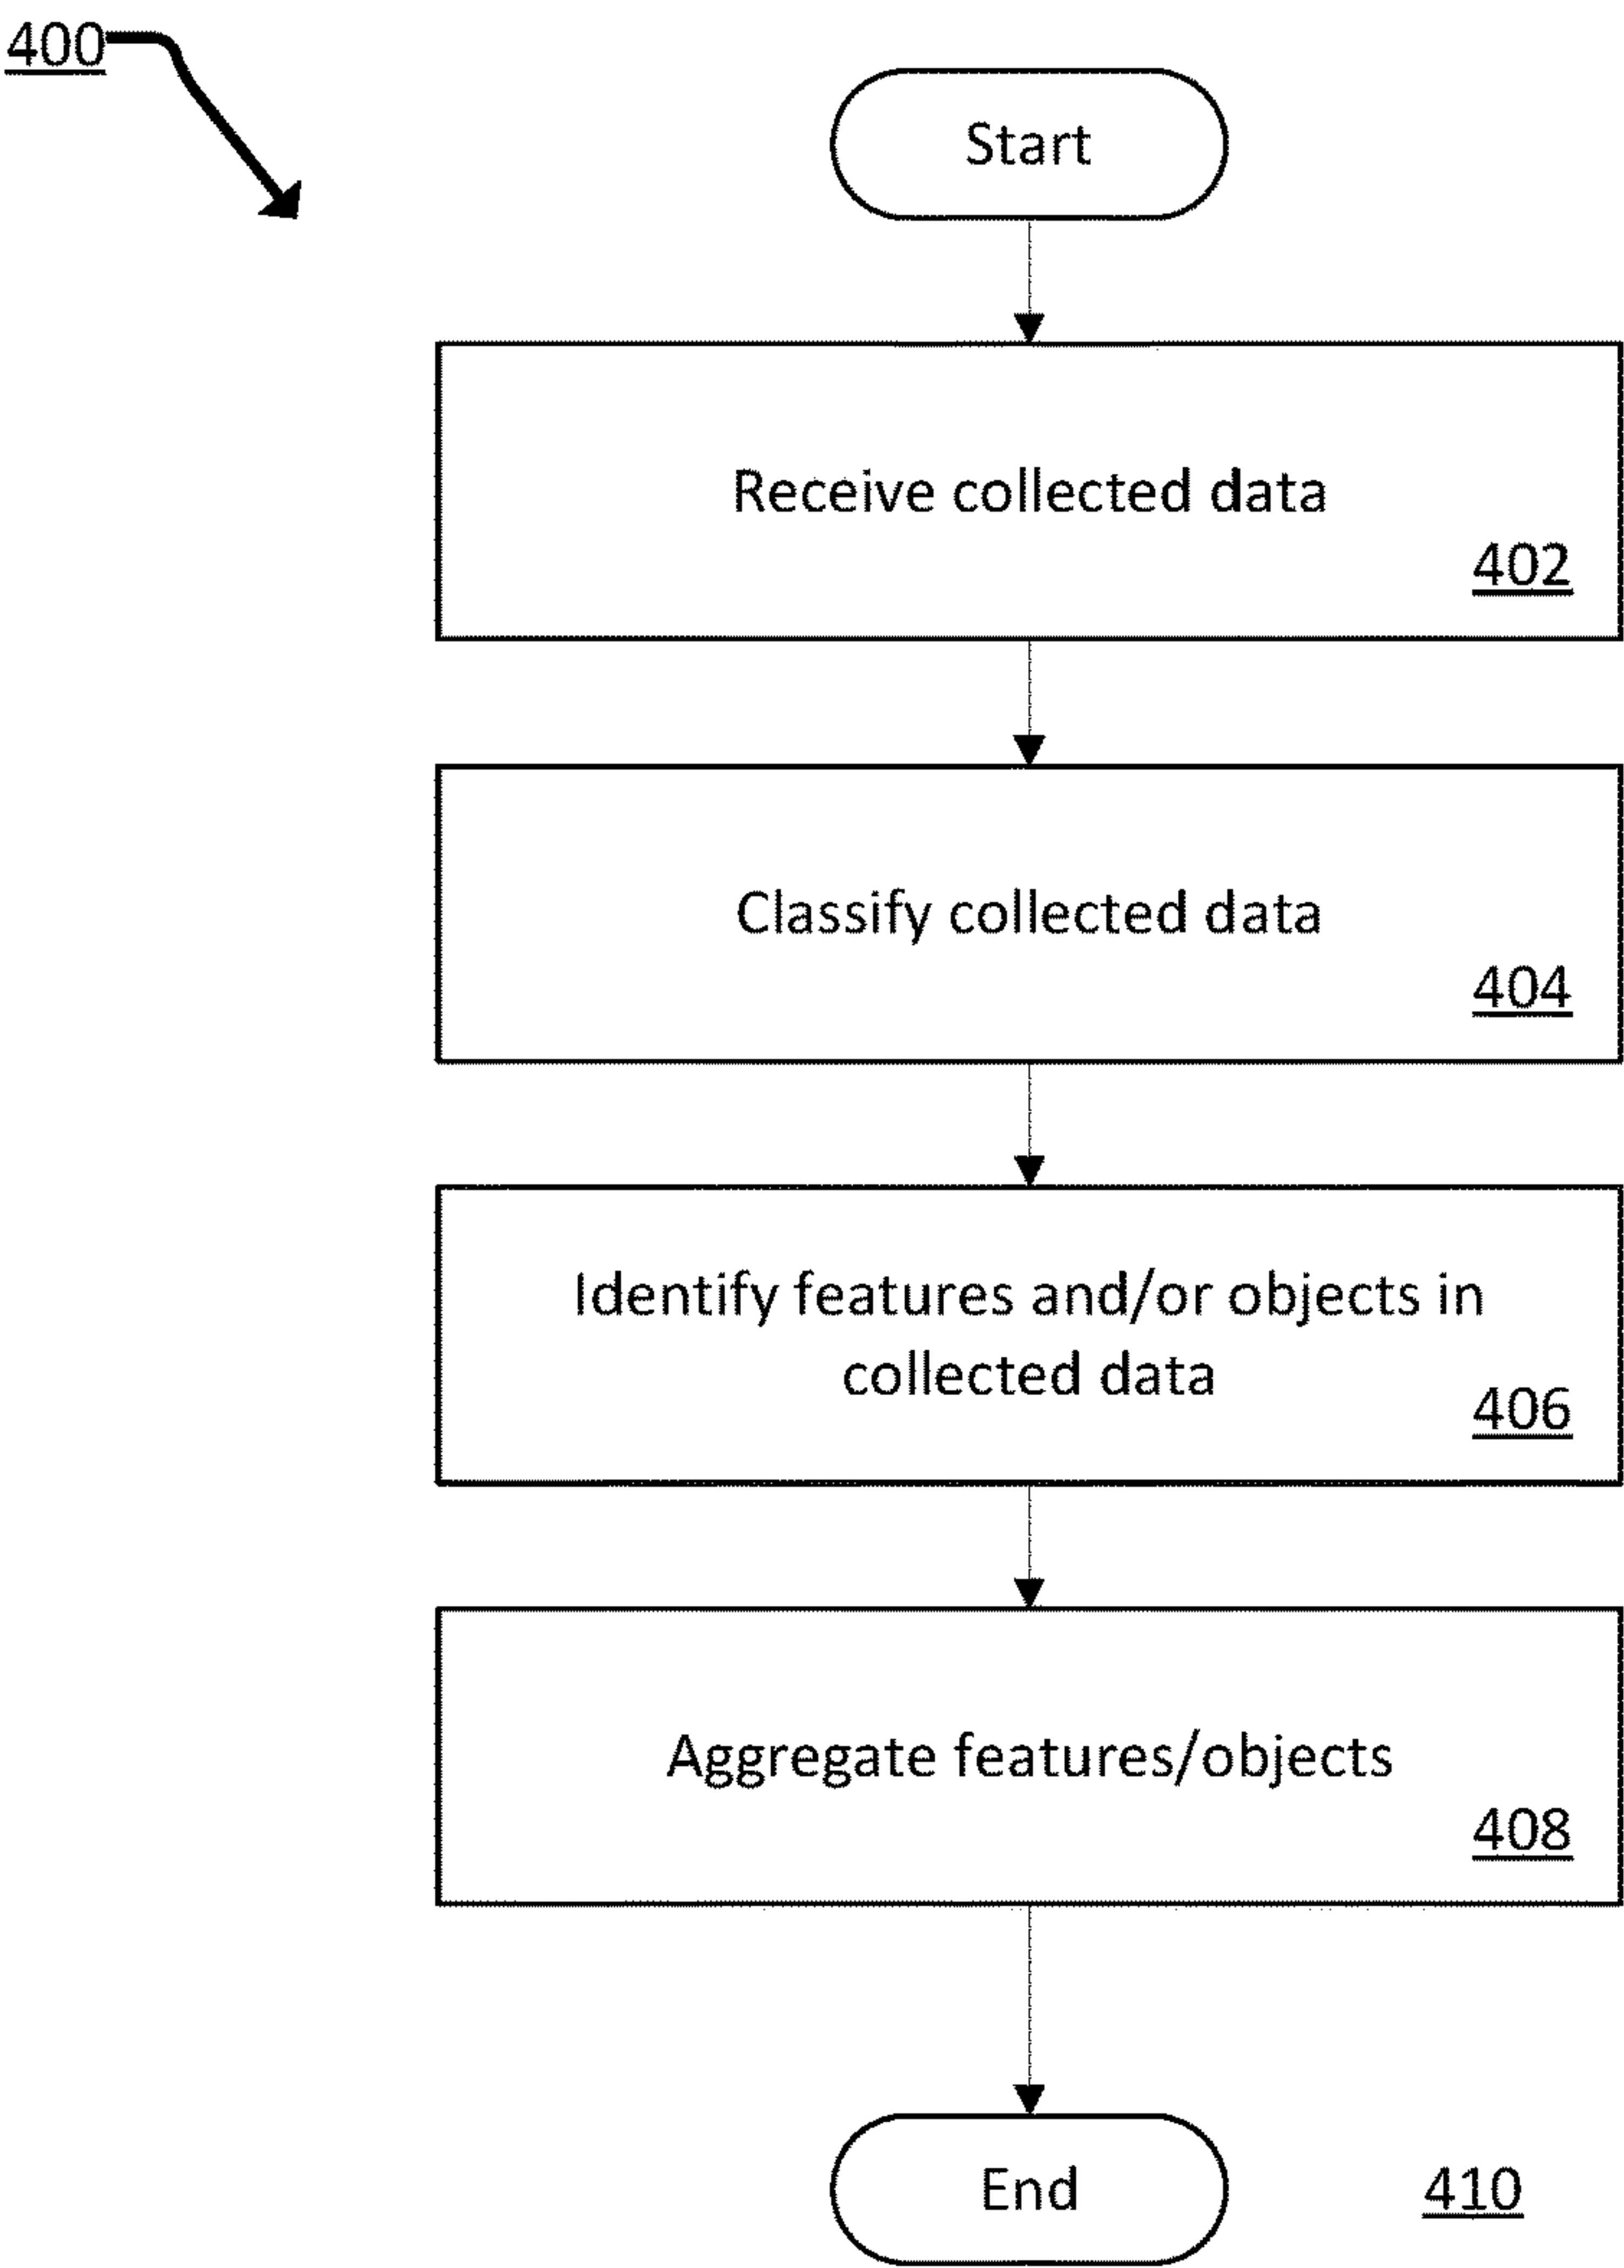 400
Start
Receive collected data
402
Classify collected data
404
Identify features and/or objects in
collected data
406
Aggregate features/objects
408
End
410